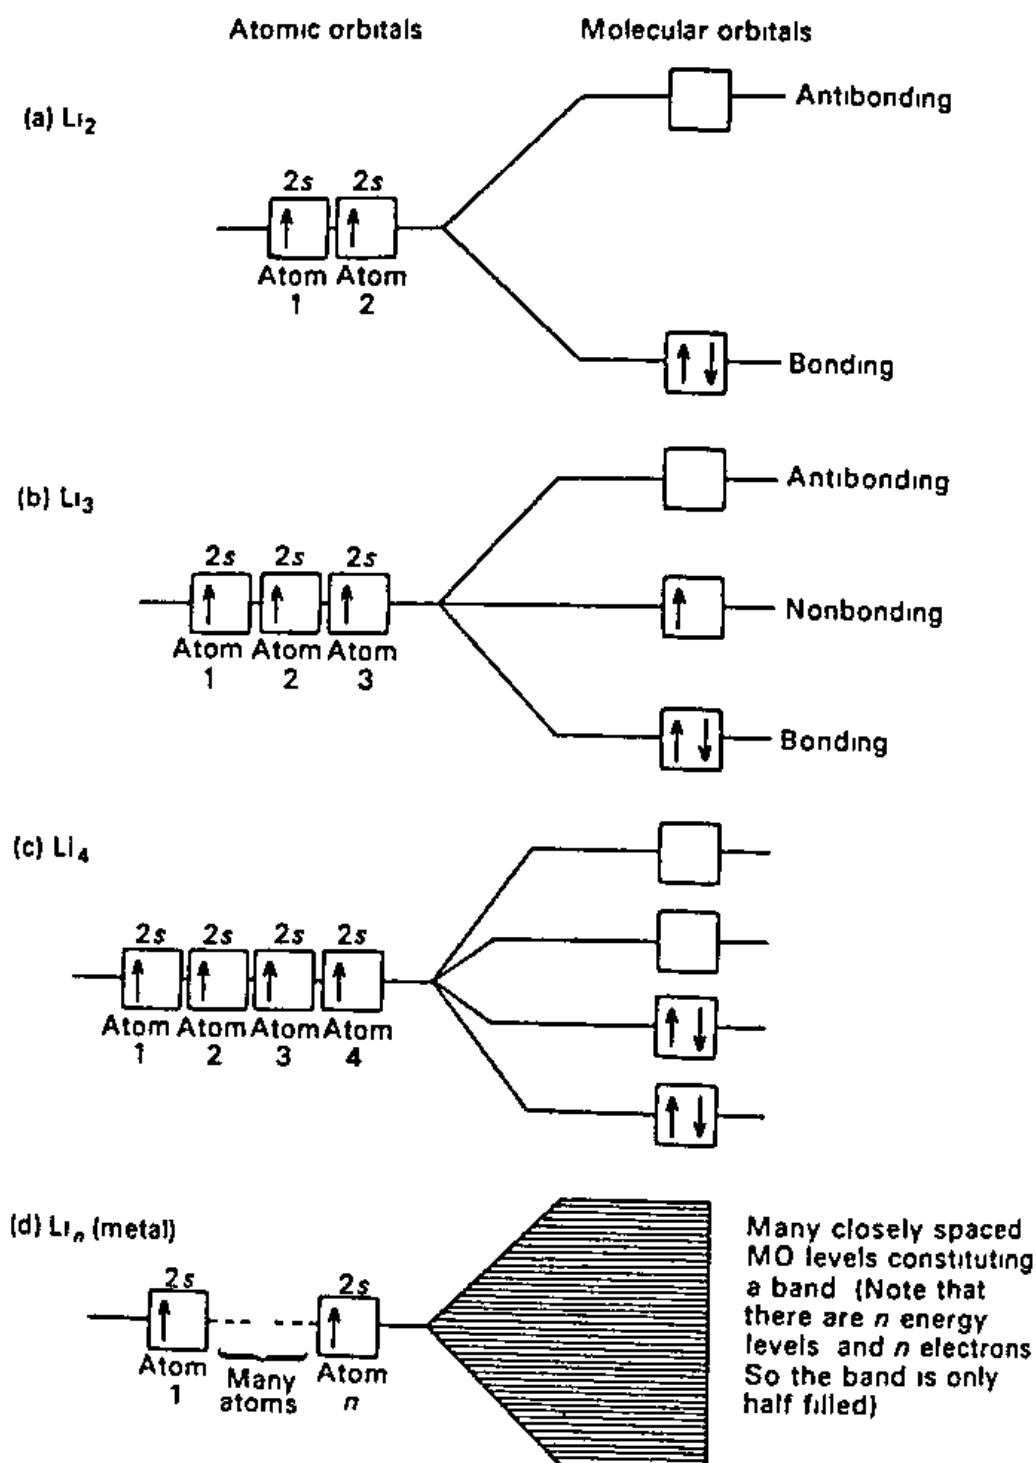 Atomic orbitals Molecular orbitals
(a) Li2
Antibonding
2s 2s
Atom Atom
1 2
Bonding
(b) Li3
Antibonding
2s 2s 2s
Nonbonding
Atom Atom Atom
1 2 3
Bonding
(c) Li4
2s 2s 2s 2s
Atom Atom Atom Atom
1 2 3 4
(d) Lin (metal)
2s 2s
Atom Many Atom
1 atoms n
Many closely spaced
MO levels constituting
a band (Note that
there are n energy
levels and n electrons
So the band is only
half filled)